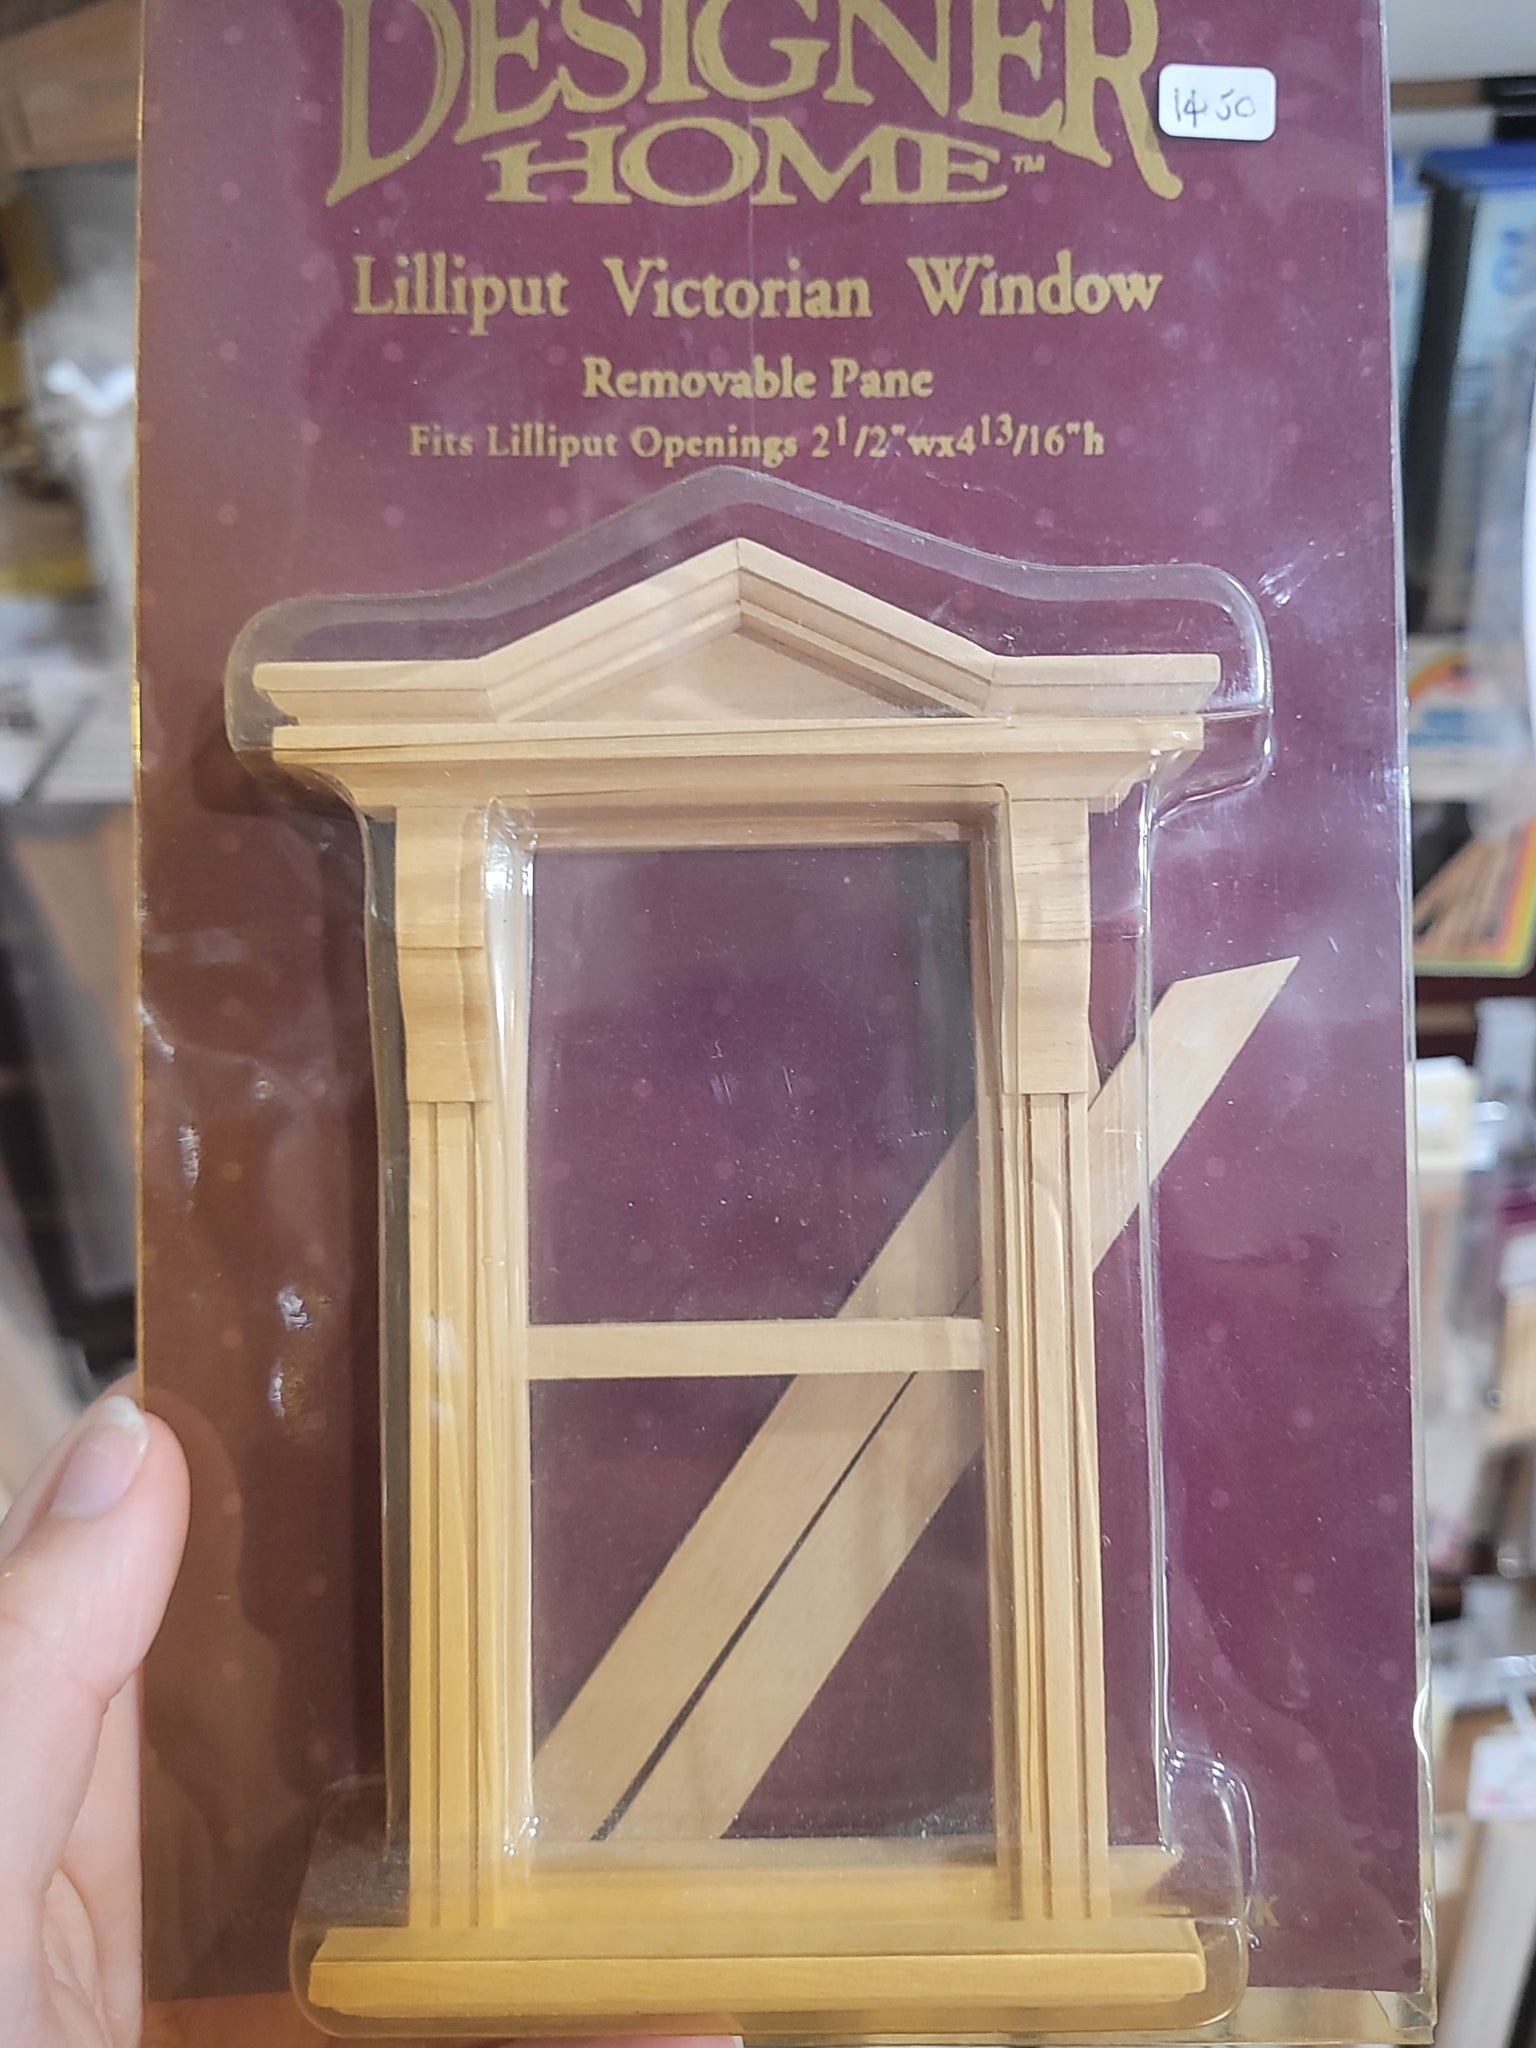 DESIGNER
14 50
HOME™
Lilliput Victorian Window
Removable Pane
Fits Lilliput Openings 2 1/2"wx4 13/16"h